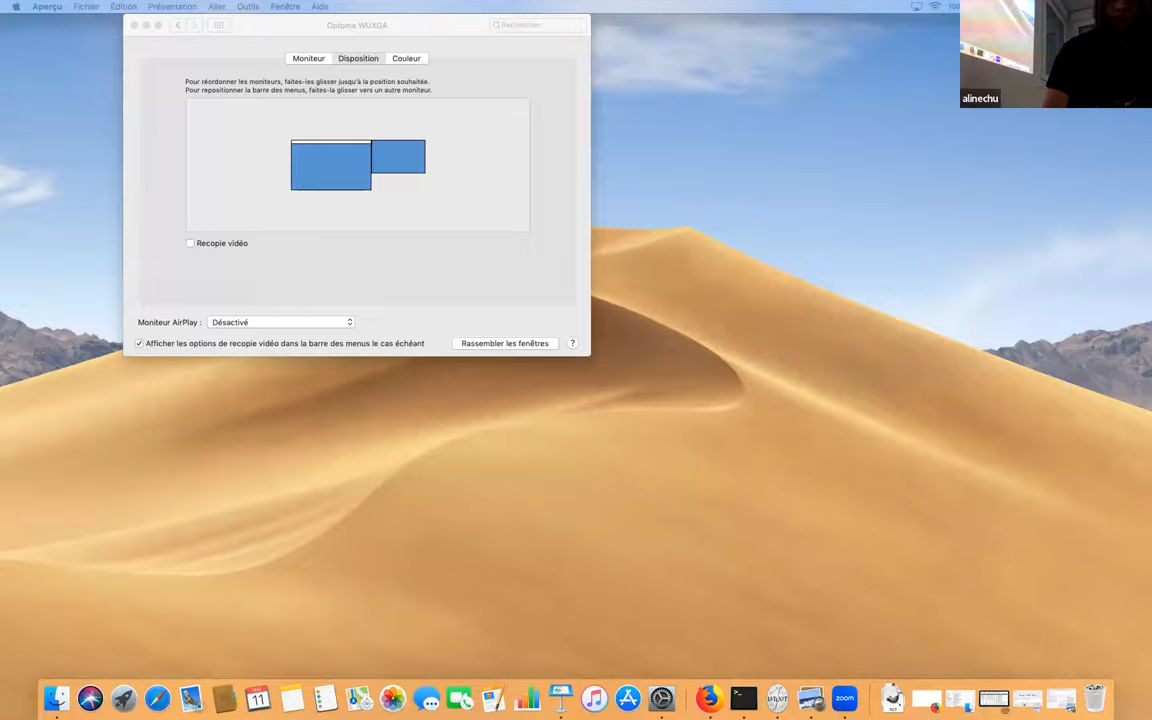 Aperçu Fichier Édition Présentation Aller Outils Fenêtre Aide
Optoma WUXGA
Rechercher
Moniteur Disposition Couleur
Pour réordonner les moniteurs, faites-les glisser jusqu'à la position souhaitée.
Pour repositionner la barre des menus, faites-la glisser vers un autre moniteur.
Recopie vidéo
Moniteur AirPlay : Désactivé
Afficher les options de recopie vidéo dans la barre des menus le cas échéant
Rassembler les fenêtres ?
alinechu
11
zoom